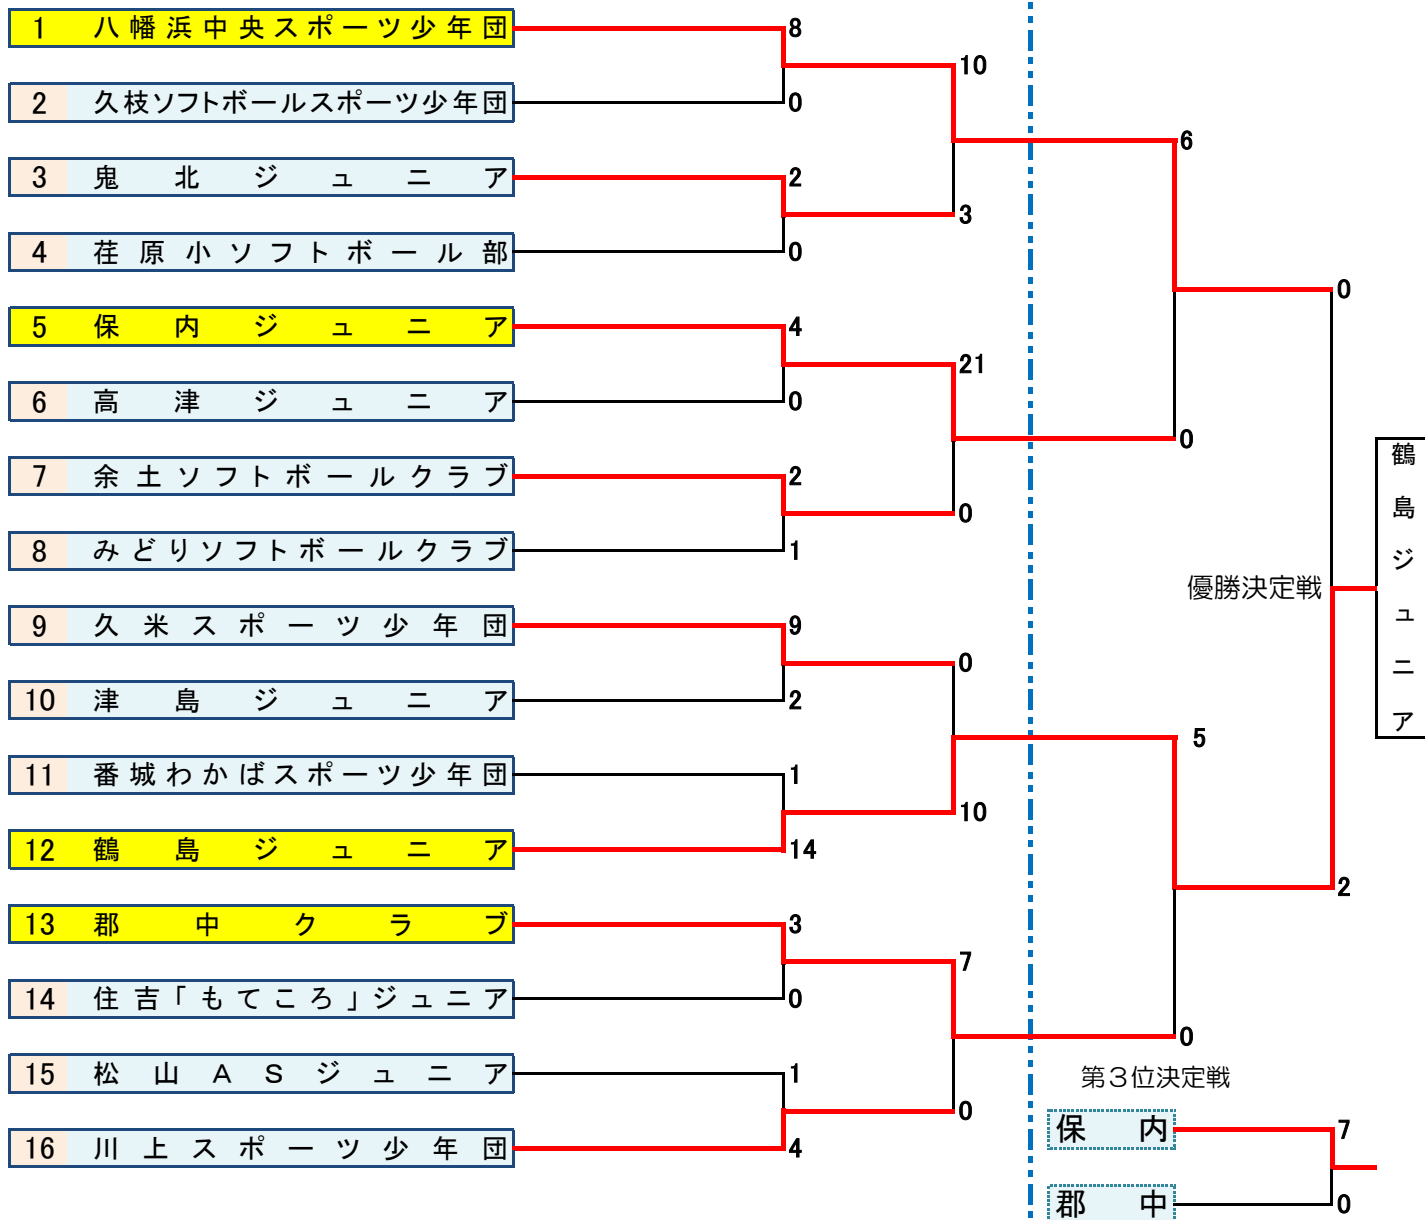 1 八幡浜中央スポーツ少年団 8
10
2 久枝ソフトボールスポーツ少年団 0
6
3 鬼北ジュニア 2
3
4 荏原小ソフトボール部 0
0
5 保内ジュニア 4
21
6 高津ジュニア 0
0
7 余土ソフトボールクラブ 2
0
8 みどりソフトボールクラブ 1
優勝決定戦
鶴島ジュニア
9 久米スポーツ少年団 9
0
10 津島ジュニア 2
5
11 番城わかばスポーツ少年団 1
10
12 鶴島ジュニア 14
2
13 郡中クラブ 3
7
14 住吉「もてころ」ジュニア 0
0
15 松山ASジュニア 1
0
16 川上スポーツ少年団 4
第3位決定戦
保内 7
郡中 0